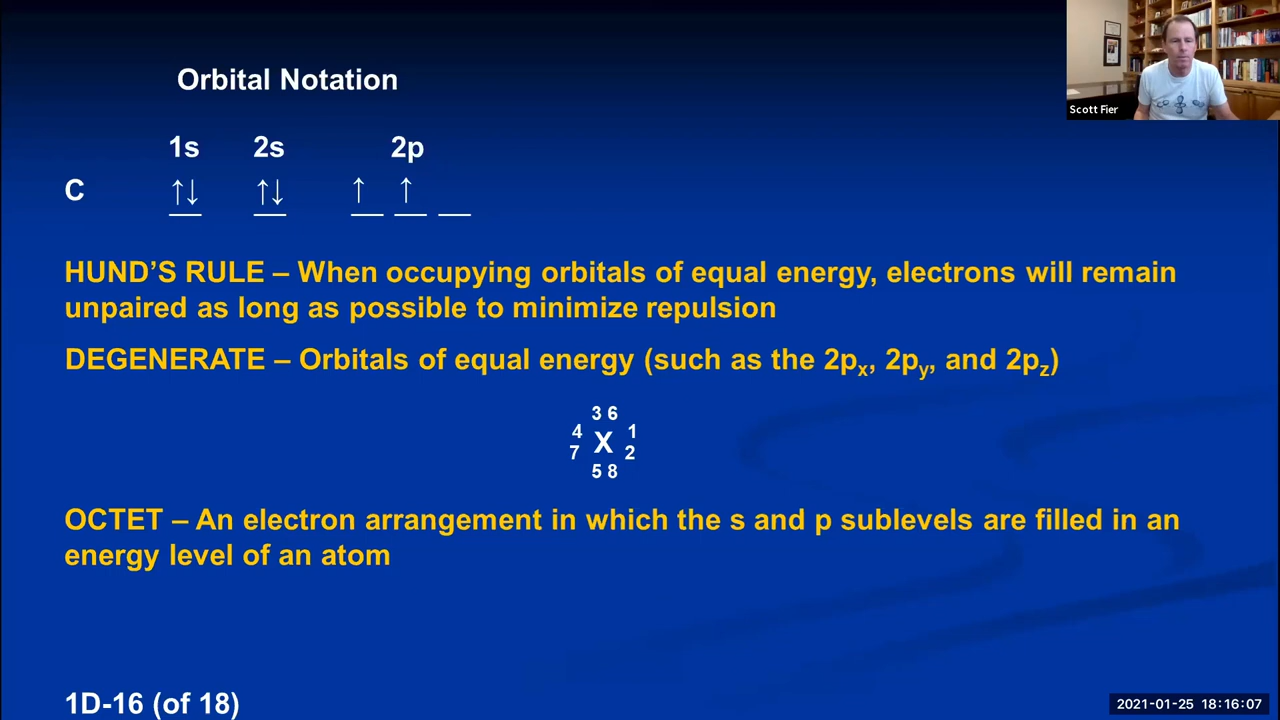 Orbital Notation
1s 2s 2p
C ↑↓ ↑↓ ↑ ↑
HUND’S RULE – When occupying orbitals of equal energy, electrons will remain
unpaired as long as possible to minimize repulsion
DEGENERATE – Orbitals of equal energy (such as the 2px, 2py, and 2pz)
3 6
4 X 1
7 2
5 8
OCTET – An electron arrangement in which the s and p sublevels are filled in an
energy level of an atom
1D-16 (of 18)
Scott Fier
2021-01-25 18:16:07